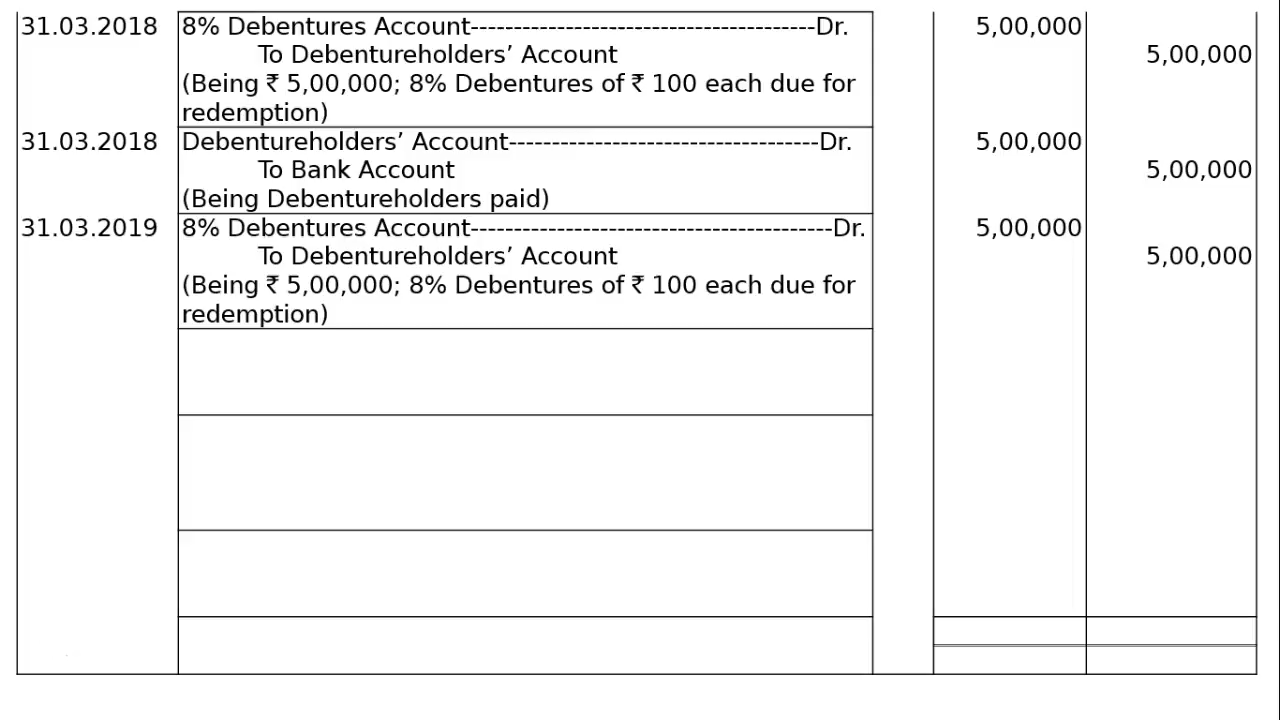 31.03.2018 8% Debentures Account----------------------------------------Dr. 5,00,000
To Debentureholders’ Account 5,00,000
(Being ₹ 5,00,000; 8% Debentures of ₹ 100 each due for
redemption)
31.03.2018 Debentureholders’ Account------------------------------------Dr. 5,00,000
To Bank Account 5,00,000
(Being Debentureholders paid)
31.03.2019 8% Debentures Account------------------------------------------Dr. 5,00,000
To Debentureholders’ Account 5,00,000
(Being ₹ 5,00,000; 8% Debentures of ₹ 100 each due for
redemption)